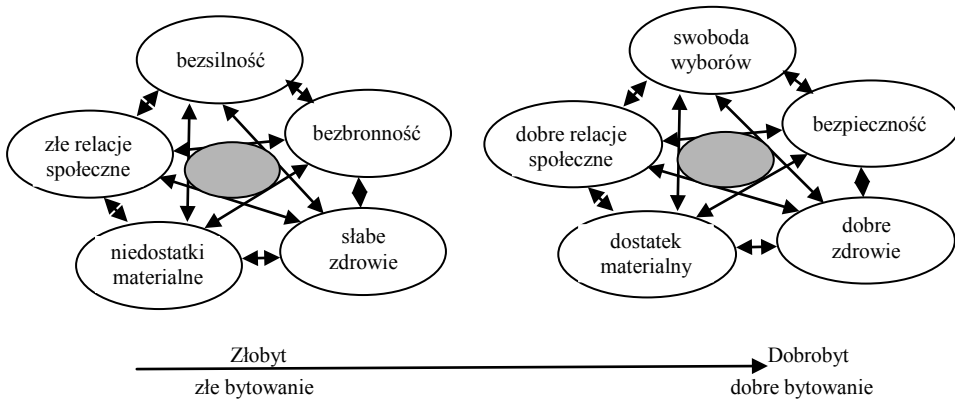 bezsilność
bezbronność
złe relacje
społeczne
słabe
zdrowie
niedostatki
materialne
swoboda
wyborów
bezpieczność
dobre relacje
społeczne
dobre
zdrowie
dostatek
materialny
Złobyt
złe bytowanie
Dobrobyt
dobre bytowanie